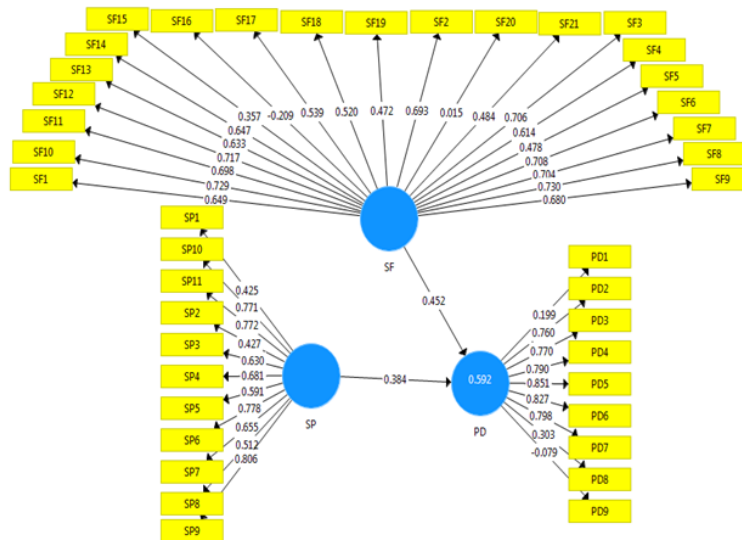 SF15 SF16 SF17 SF18 SF19 SF2 SF20 SF21 SF3
SF14 SF4
SF13 SF5
SF12 SF6
SF11 SF7
SF10 SF8
SF1 SF9
0.357 -0.209 0.539 0.520 0.472 0.693 0.015 0.484 0.706
0.647 0.614
0.633 0.478
0.717 0.708
0.698 0.704
0.729 0.730
0.649 0.680
SF
0.452
SP1
SP10
SP11
SP2
SP3
SP4
SP5
SP6
SP7
SP8
SP9
0.425
0.771
0.772
0.427
0.630
0.681
0.591
0.778
0.655
0.512
0.806
SP
0.384
0.592
PD
0.199
0.760
0.770
0.790
0.851
0.827
0.798
0.303
-0.079
PD1
PD2
PD3
PD4
PD5
PD6
PD7
PD8
PD9